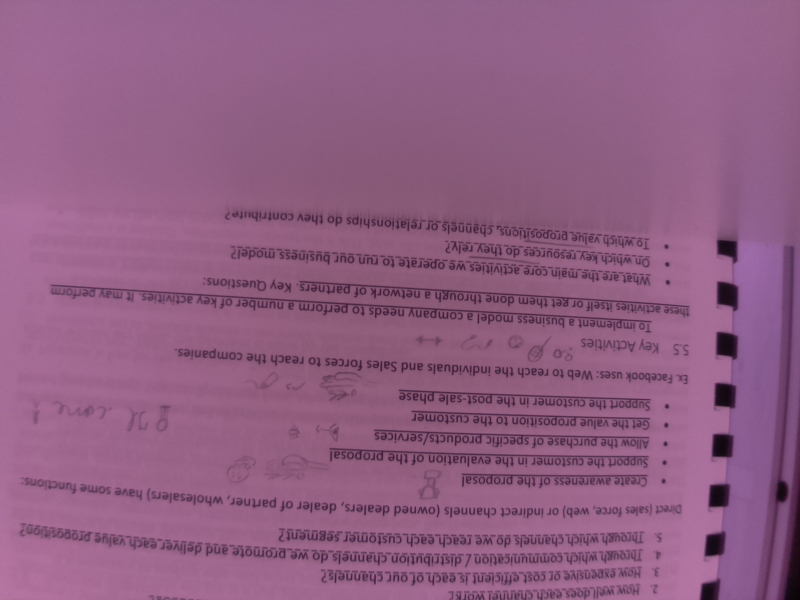 2. How well does each channel work?
3. How expensive or cost efficient is each of our channels?
4. Through which communication / distribution channels do we promote and deliver each value proposition?
5. Through which channels do we reach each customer segment?
Direct (sales force, web) or indirect channels (owned dealers, dealer of partner, wholesalers) have some functions:
• Create awareness of the proposal
• Support the customer in the evaluation of the proposal
• Allow the purchase of specific products/services
• Get the value proposition to the customer
• Support the customer in the post-sale phase
Ex. Facebook uses: Web to reach the individuals and Sales forces to reach the companies.
5.5 Key Activities
To implement a business model a company needs to perform a number of key activities. It may perform
these activities itself or get them done through a network of partners. Key Questions:
• What are the main core activities we operate to run our business model?
• On which key resources do they rely?
• To which value propositions, channels or relationships do they contribute?